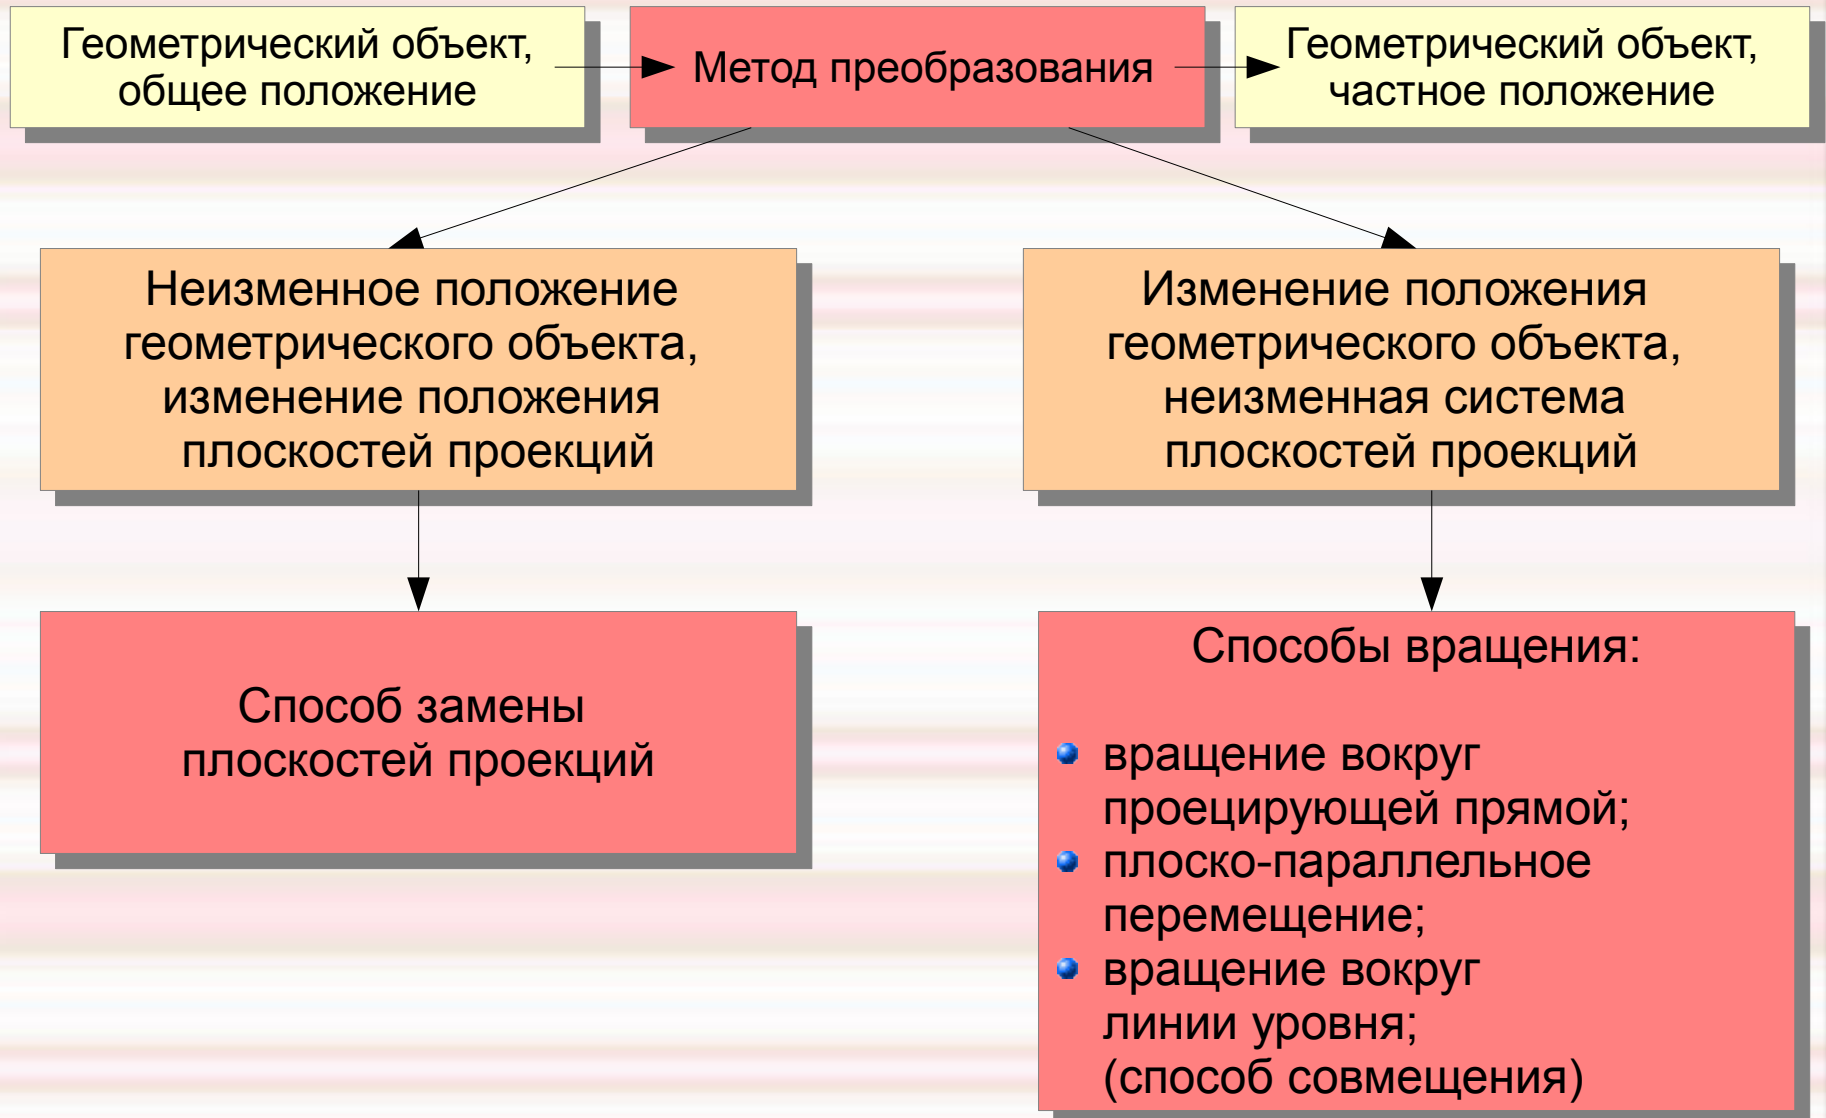 Геометрический объект,
общее положение
Метод преобразования
Геометрический объект,
частное положение
Неизменное положение
геометрического объекта,
изменение положения
плоскостей проекций
Изменение положения
геометрического объекта,
неизменная система
плоскостей проекций
Способ замены
плоскостей проекций
Способы вращения:
вращение вокруг
проецирующей прямой;
плоско-параллельное
перемещение;
вращение вокруг
линии уровня;
(способ совмещения)